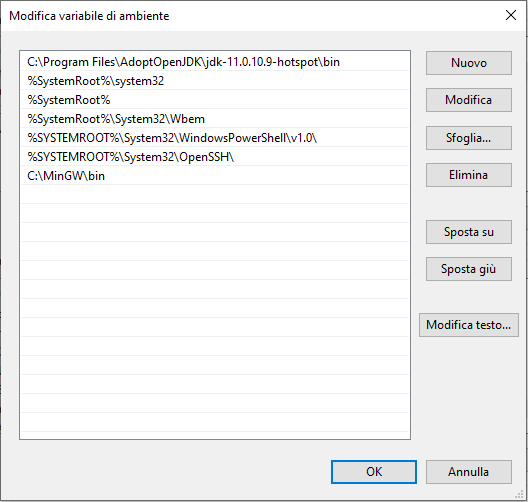 Modifica variabile di ambiente
C:\Program Files\AdoptOpenJDK\jdk-11.0.10.9-hotspot\bin
%SystemRoot%\system32
%SystemRoot%
%SystemRoot%\System32\Wbem
%SYSTEMROOT%\System32\WindowsPowerShell\v1.0\
%SYSTEMROOT%\System32\OpenSSH\
C:\MinGW\bin
Nuovo
Modifica
Sfoglia...
Elimina
Sposta su
Sposta giù
Modifica testo...
OK
Annulla